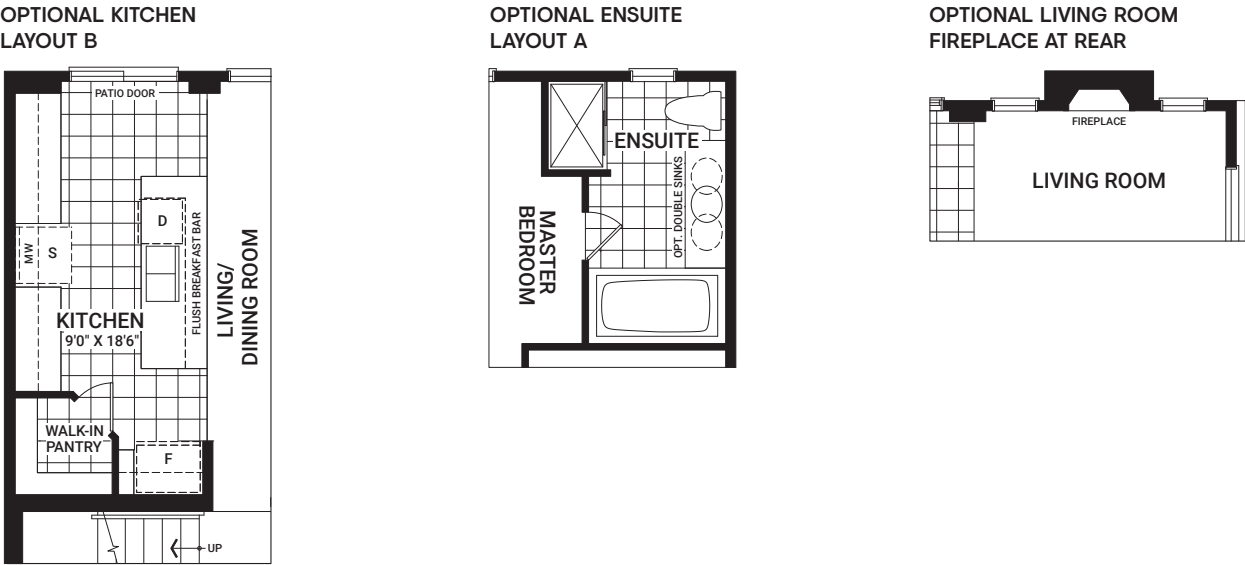 OPTIONAL KITCHEN
LAYOUT B
PATIO DOOR
D
MW
S
FLUSH BREAKFAST BAR
LIVING/
DINING ROOM
KITCHEN
9'0" X 18'6"
WALK-IN
PANTRY
F
UP
OPTIONAL ENSUITE
LAYOUT A
ENSUITE
OPT. DOUBLE SINKS
MASTER
BEDROOM
OPTIONAL LIVING ROOM
FIREPLACE AT REAR
FIREPLACE
LIVING ROOM